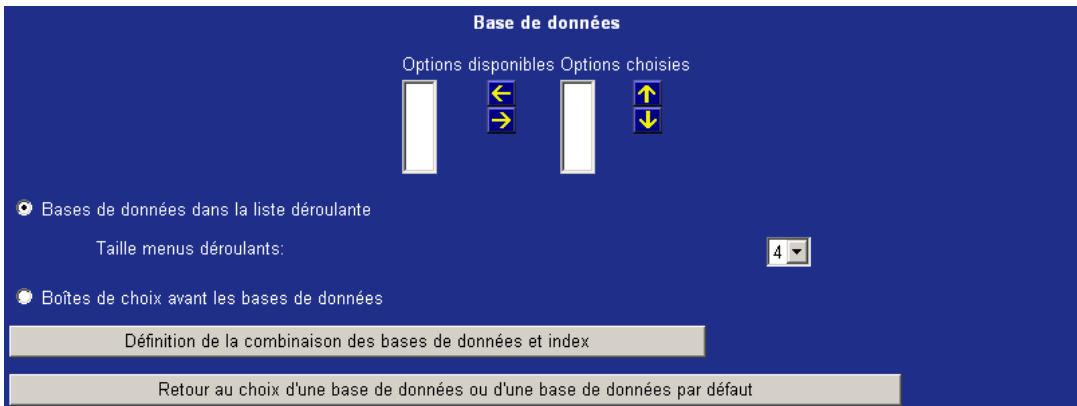 Base de données
Options disponibles Options choisies
Bases de données dans la liste déroulante
Taille menus déroulants:
4
Boîtes de choix avant les bases de données
Définition de la combinaison des bases de données et index
Retour au choix d'une base de données ou d'une base de données par défaut